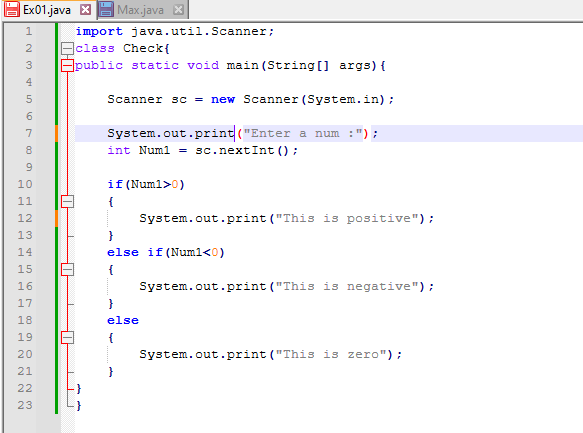 Ex01.java Max.java
1 import java.util.Scanner;
2 class Check{
3 public static void main(String[] args){
4
5 Scanner sc = new Scanner(System.in);
6
7 System.out.print("Enter a num :");
8 int Num1 = sc.nextInt();
9
10 if(Num1>0)
11 {
12 System.out.print("This is positive");
13 }
14 else if(Num1<0)
15 {
16 System.out.print("This is negative");
17 }
18 else
19 {
20 System.out.print("This is zero");
21 }
22 }
23 }